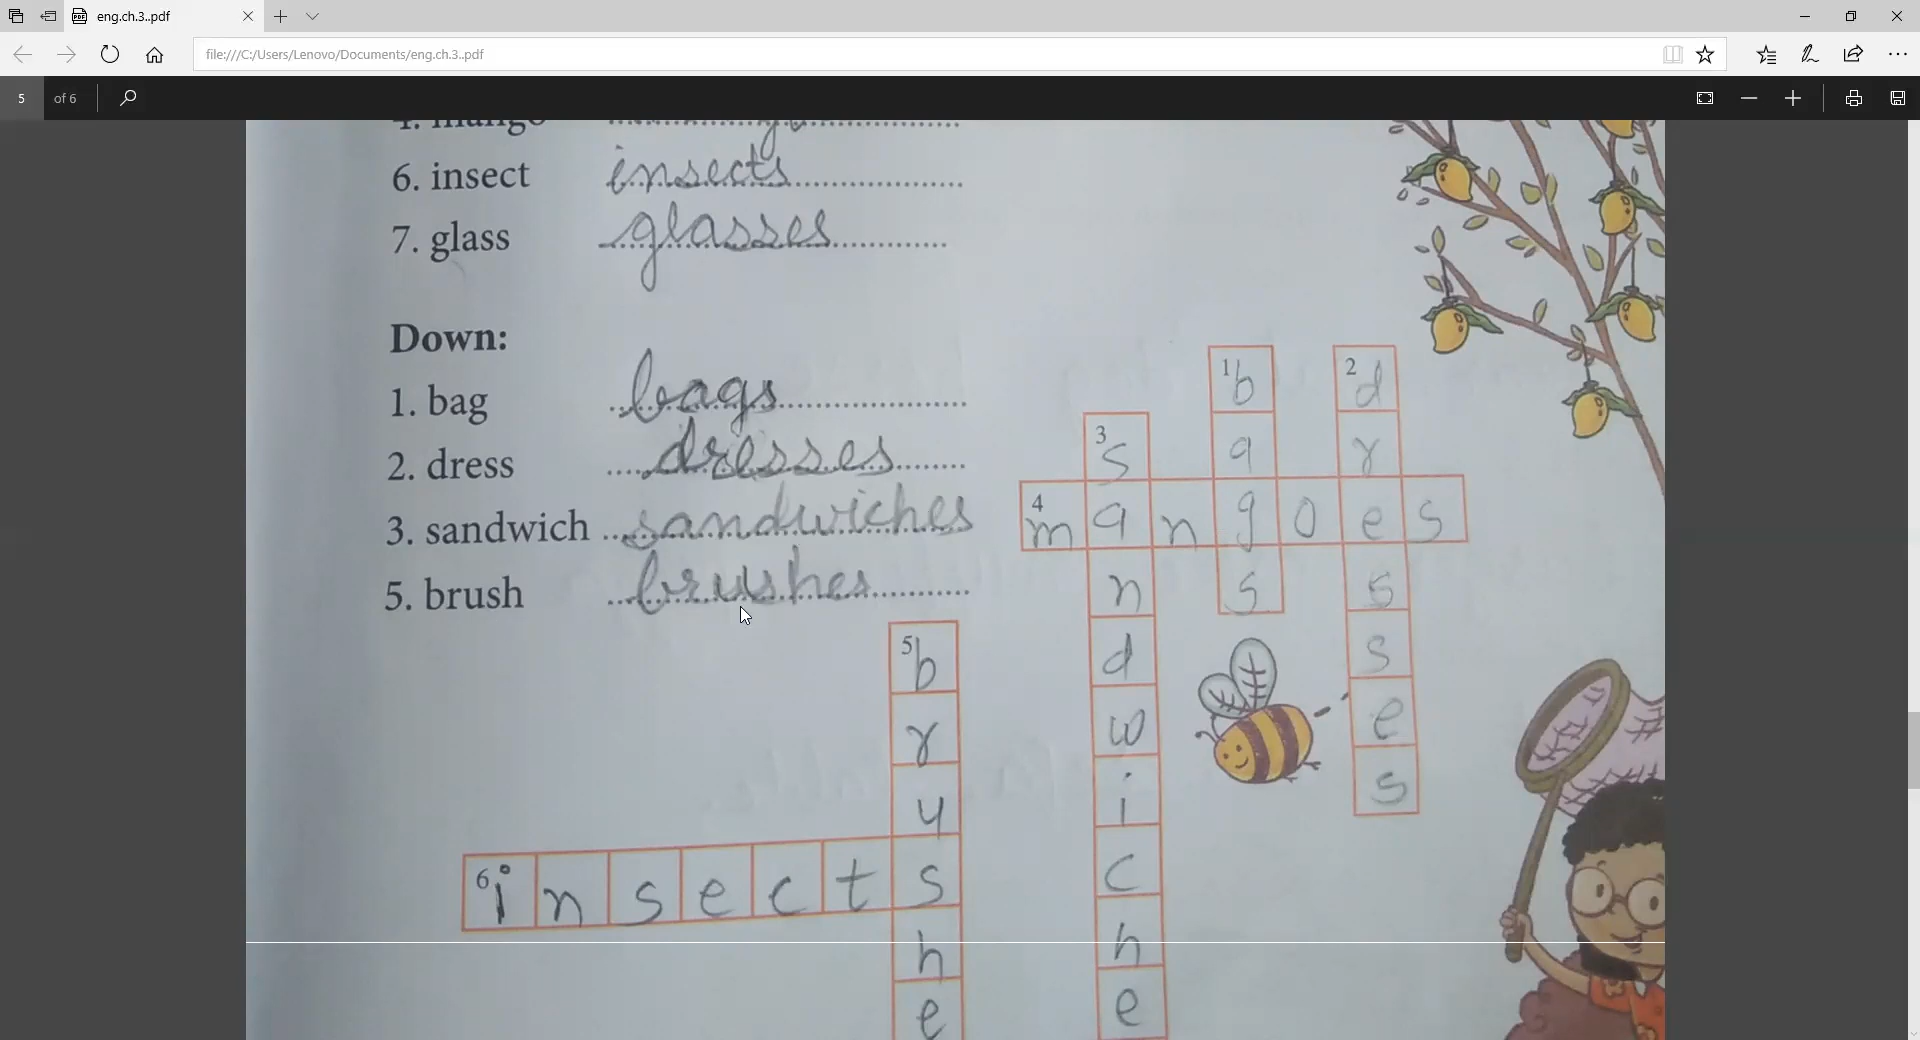 eng.ch.3..pdf
file:///C:/Users/Lenovo/Documents/eng.ch.3..pdf
5 of 6
4. mango
6. insect insects
7. glass glasses
Down:
1. bag bags
2. dress dresses
3. sandwich sandwiches
5. brush brushes
1 b 2 d
3 s a r
4 m a n g o e s
n s s
d s
w e
i s
c
h
e
5 b
r
u
6 i n s e c t s
h
e